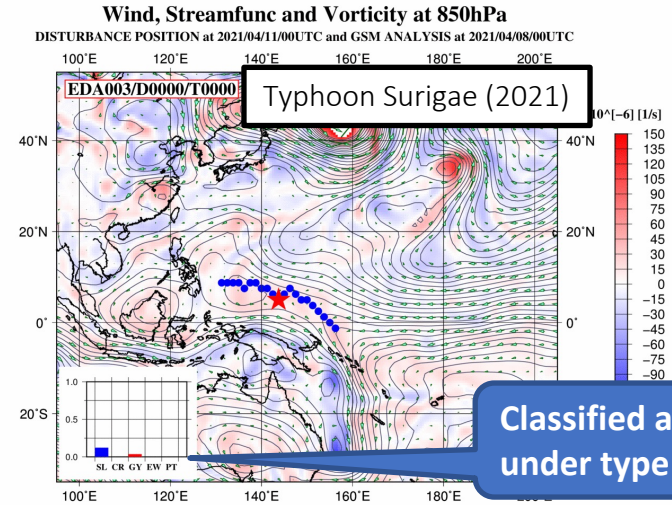 Wind, Streamfunc and Vorticity at 850hPa
DISTURBANCE POSITION at 2021/04/11/00UTC and GSM ANALYSIS at 2021/04/08/00UTC
100°E 120°E 140°E 160°E 180°E 200°E
EDA003/D0000/T0000
Typhoon Surigae (2021)
10^[-6] [1/s]
40°N
40°N
20°N
20°N
0°
0°
20°S
150
135
120
105
90
75
60
45
30
15
0
-15
-30
-45
-60
-75
-90
1.0
0.5
0.0
SL CR GY EW PT
Classified a
under type
100°E 120°E 140°E 160°E 180°E